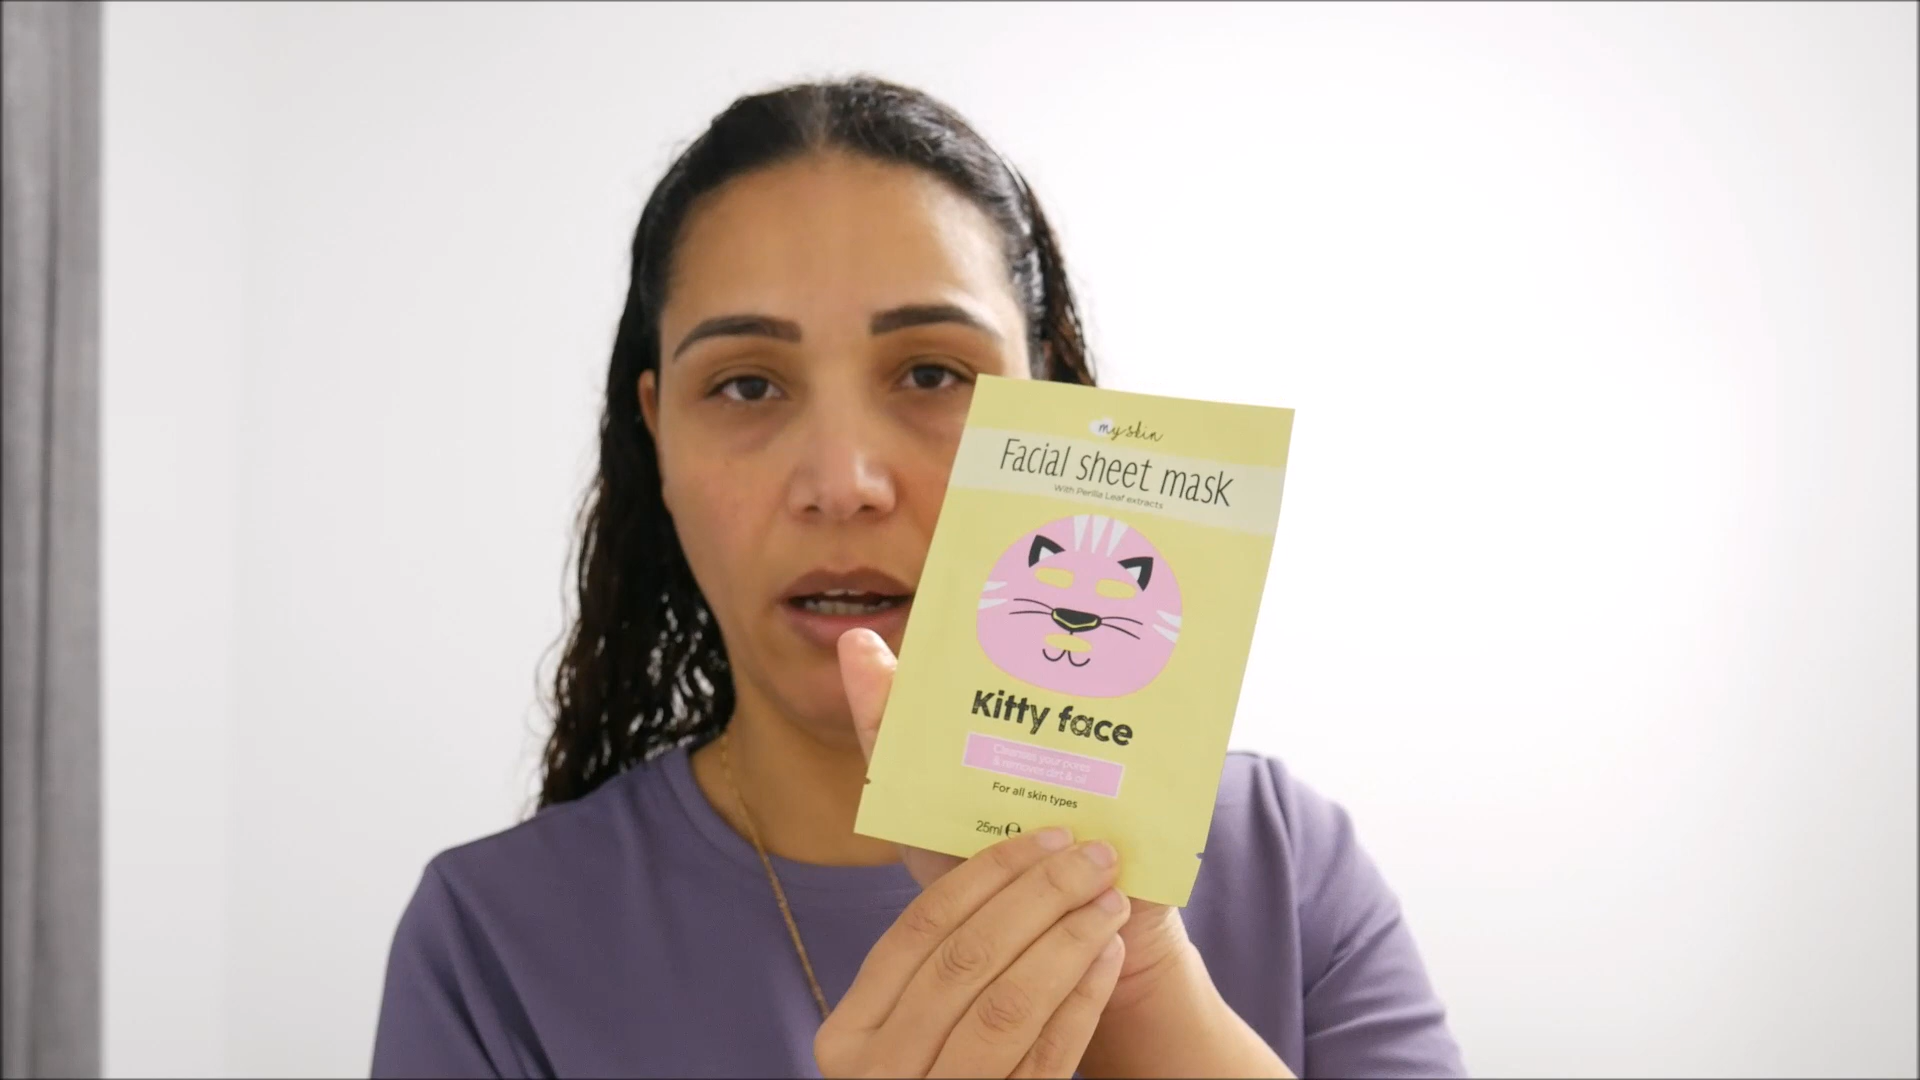 my skin
Facial sheet mask
With Perilla Leaf extracts
Kitty face
Cleanses your pores
& removes dirt & oil
For all skin types
25ml ℮